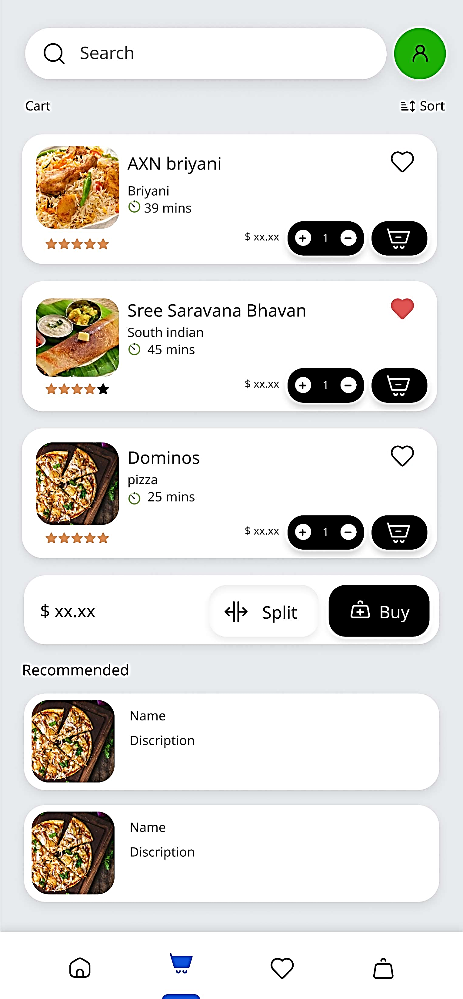 Search
Cart
Sort
AXN briyani
Briyani
39 mins
$ xx.xx
1
Sree Saravana Bhavan
South indian
45 mins
$ xx.xx
1
Dominos
pizza
25 mins
$ xx.xx
1
$ xx.xx
Split
Buy
Recommended
Name
Discription
Name
Discription